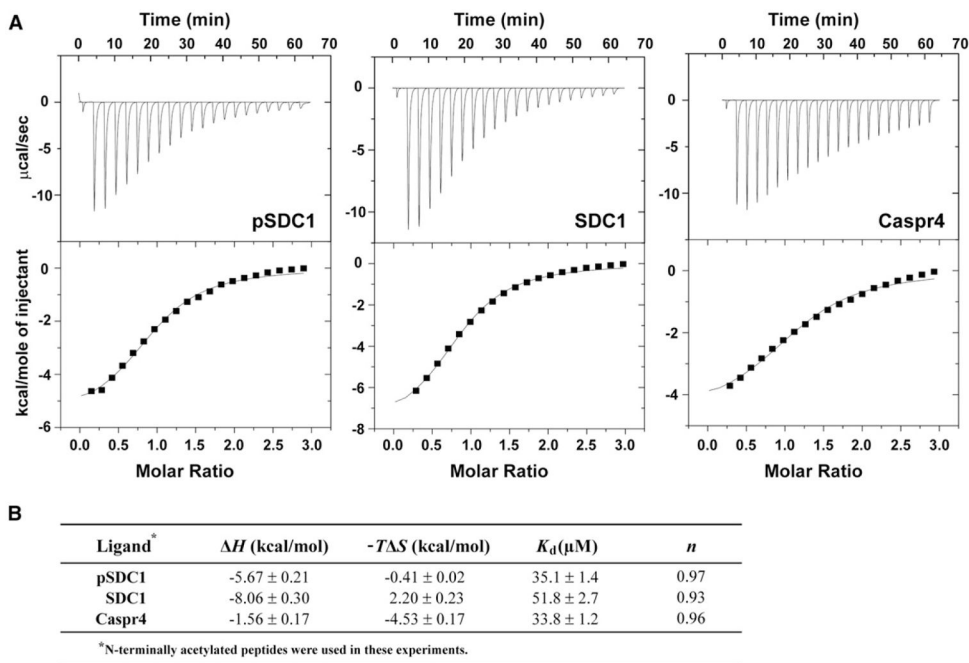 A
Time (min)
0 10 20 30 40 50 60 70
0
-5
-10
μcal/sec
pSDC1
0
-2
-4
-6
kcal/mole of injectant
0.0 0.5 1.0 1.5 2.0 2.5 3.0
Molar Ratio
Time (min)
0 10 20 30 40 50 60 70
0
-5
-10
SDC1
0
-2
-4
-6
-8
0.0 0.5 1.0 1.5 2.0 2.5 3.0
Molar Ratio
Time (min)
0 10 20 30 40 50 60 70
0
-5
-10
Caspr4
0
-2
-4
0.0 0.5 1.0 1.5 2.0 2.5 3.0
Molar Ratio
B
Ligand* ΔH (kcal/mol) -TΔS (kcal/mol) Kd(μM) n
pSDC1 -5.67 ± 0.21 -0.41 ± 0.02 35.1 ± 1.4 0.97
SDC1 -8.06 ± 0.30 2.20 ± 0.23 51.8 ± 2.7 0.93
Caspr4 -1.56 ± 0.17 -4.53 ± 0.17 33.8 ± 1.2 0.96
*N-terminally acetylated peptides were used in these experiments.